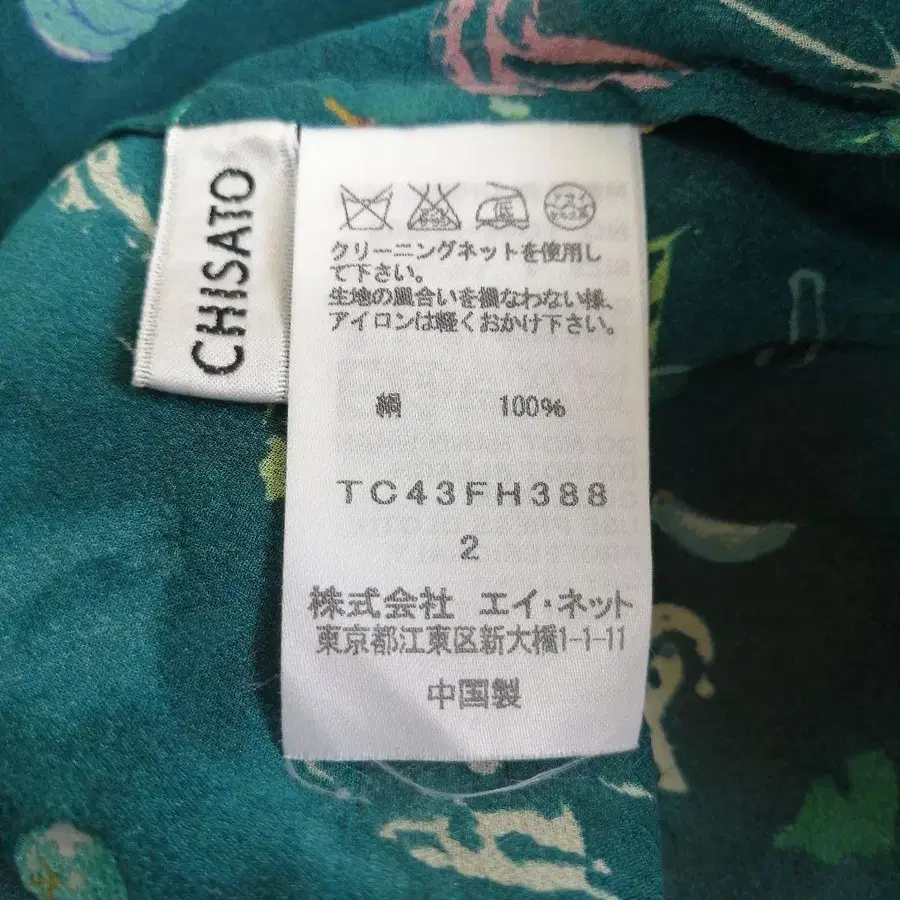 CHISATO
クリーニングネットを使用し
て下さい。
生地の風合いを損なわない様、
アイロンは軽くおかけ下さい。
絹 100%
TC43FH388
2
株式会社 エイ・ネット
東京都江東区新大橋1-1-11
中国製